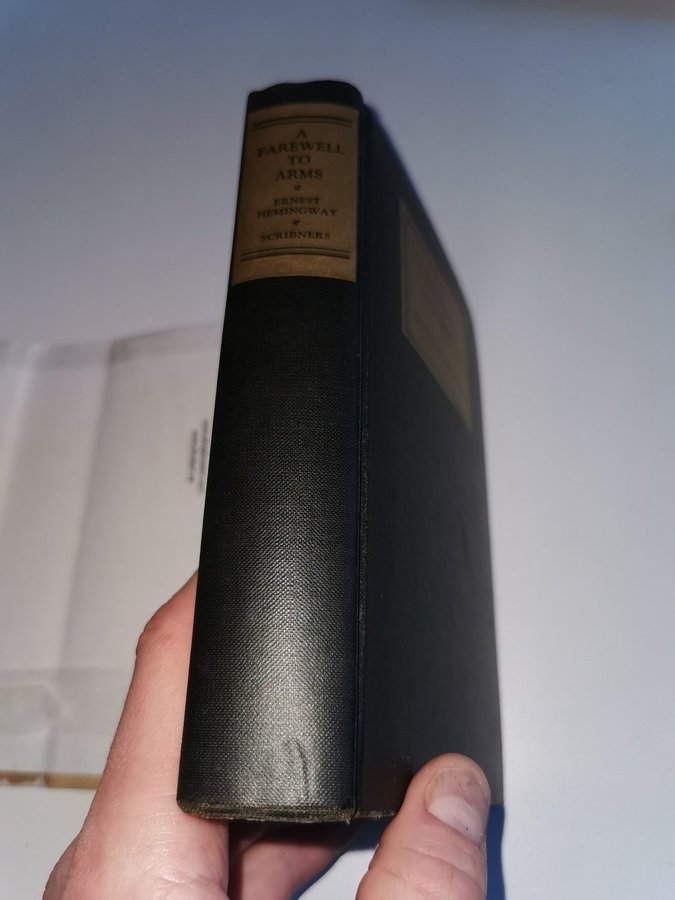 A
FAREWELL
TO
ARMS
ERNEST
HEMINGWAY
SCRIBNERS